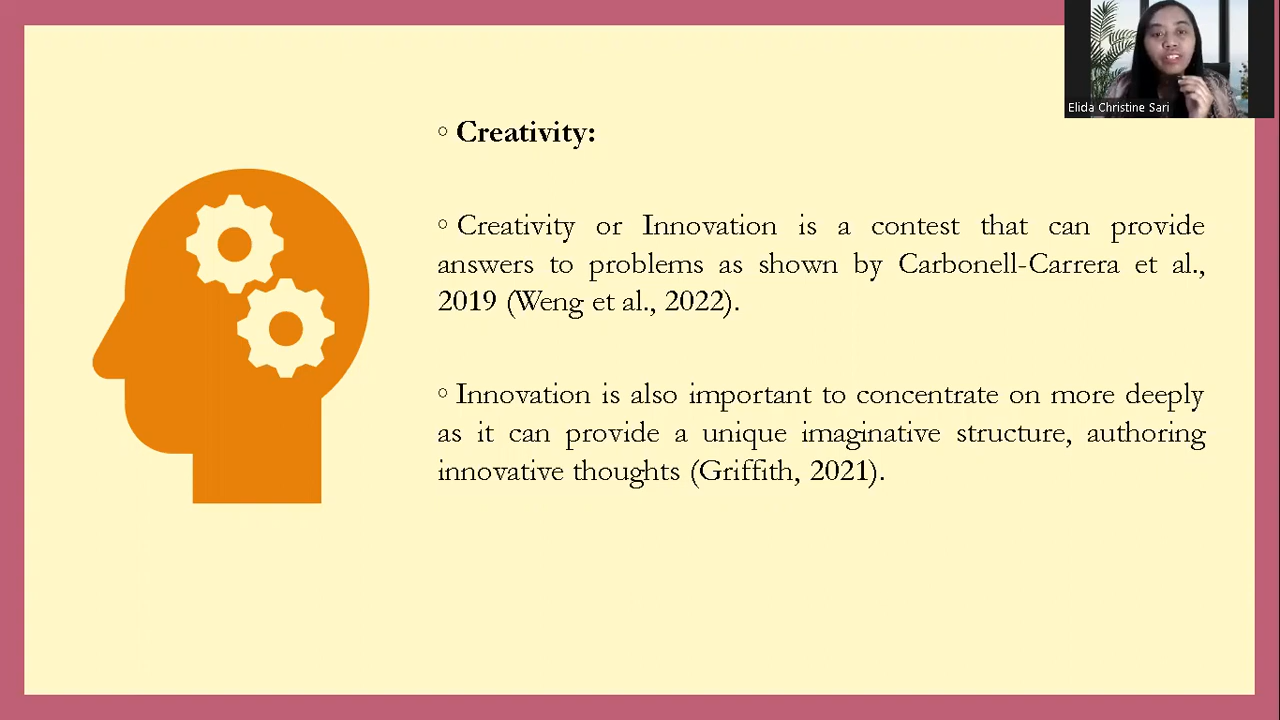 Elida Christine Sari
◦ Creativity:
◦ Creativity or Innovation is a contest that can provide
answers to problems as shown by Carbonell-Carrera et al.,
2019 (Weng et al., 2022).
◦ Innovation is also important to concentrate on more deeply
as it can provide a unique imaginative structure, authoring
innovative thoughts (Griffith, 2021).